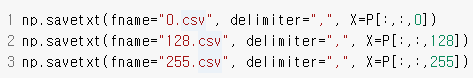 1 np.savetxt(fname="0.csv", delimiter=",", X=P[:,:,0])
2 np.savetxt(fname="128.csv", delimiter=",", X=P[:,:,128])
3 np.savetxt(fname="255.csv", delimiter=",", X=P[:,:,255])